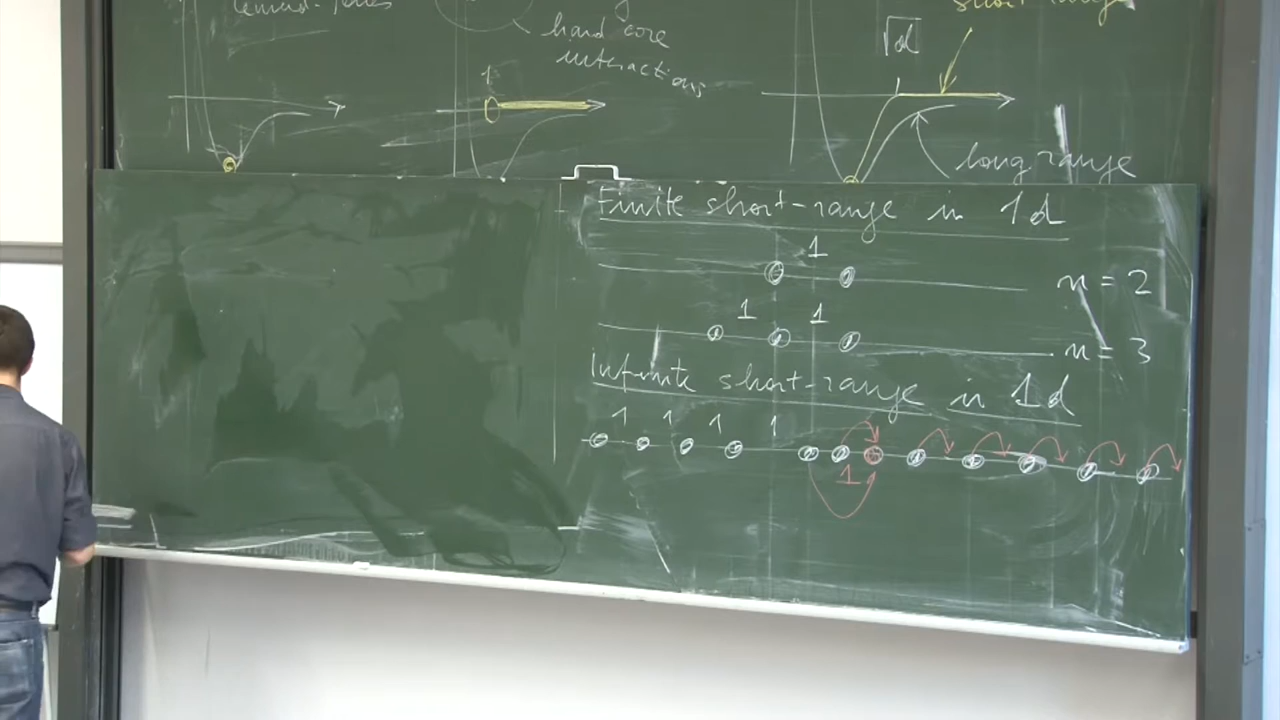 hard core
interactions
1
√d
long range
Finite short-range in 1d
1
n = 2
1 1
n = 3
Infinite short-range in 1d
1 1 1 1
1